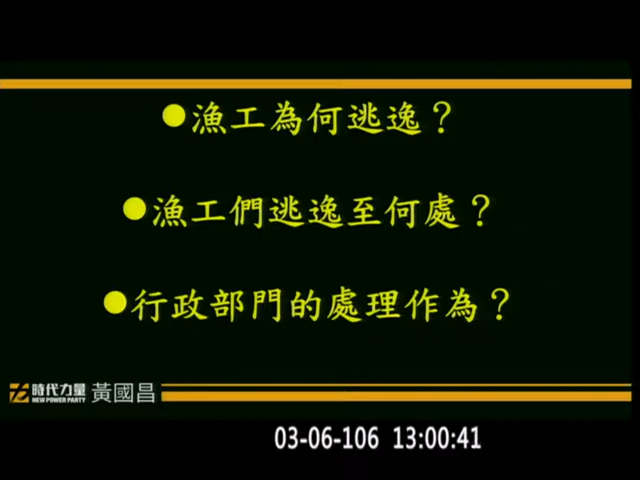 ●漁工為何逃逸？
●漁工們逃逸至何處？
●行政部門的處理作為？
時代力量 黃國昌
NEW POWER PARTY
03-06-106 13:00:41